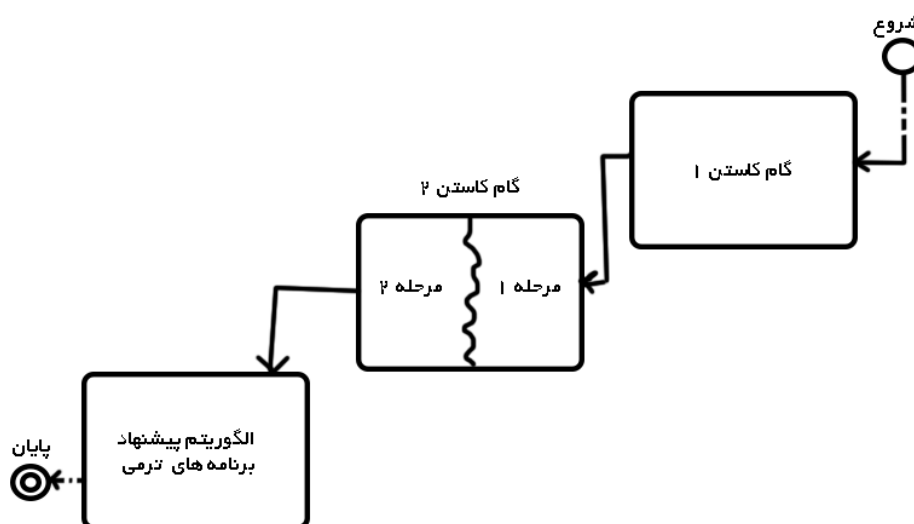 شروع
گام کاستن ۱
گام کاستن ۲
مرحله ۱
مرحله ۲
الگوریتم پیشنهاد
برنامه های ترمی
پایان